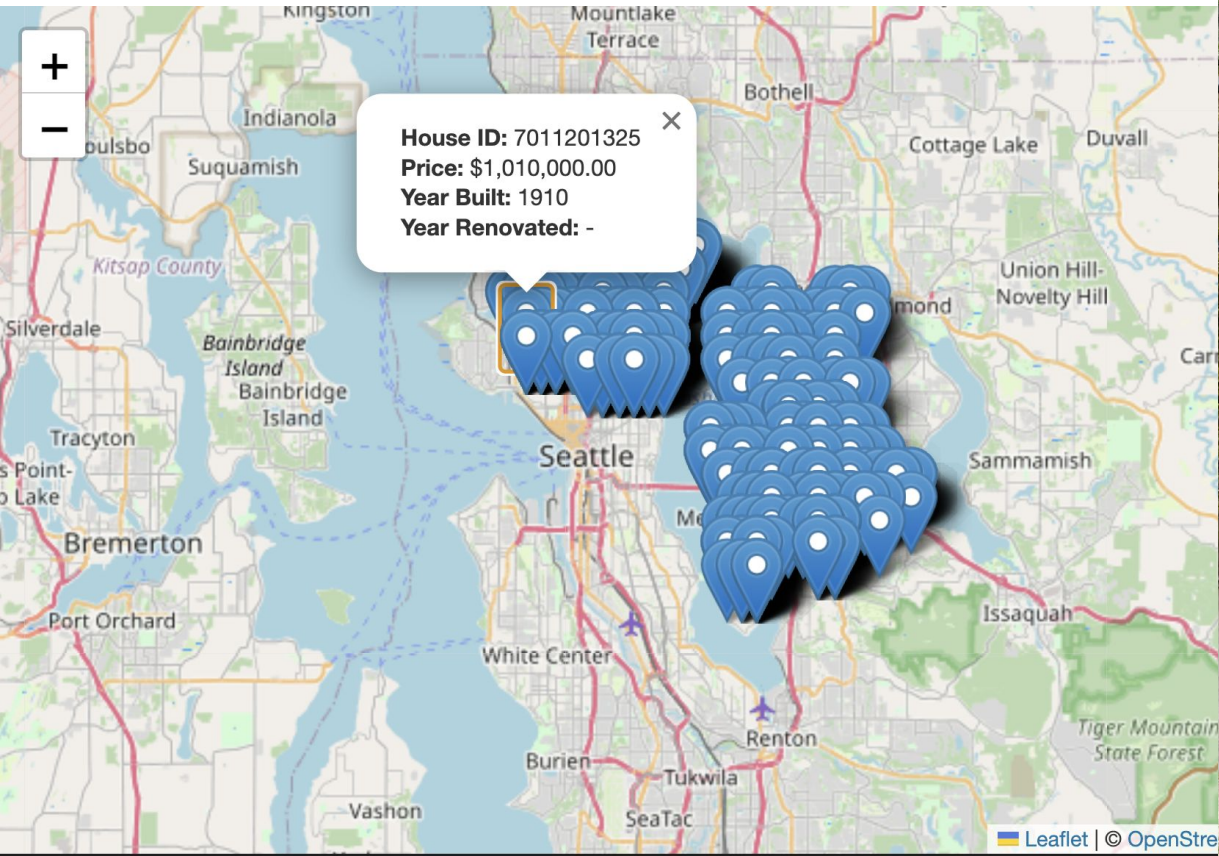 Kingston
Mountlake
Terrace
+
Bothell
−
Indianola
House ID: 7011201325
×
Cottage Lake
Duvall
oulsbo
Suquamish
Price: $1,010,000.00
Year Built: 1910
Year Renovated: -
Kitsap County
Union Hill-
Novelty Hill
mond
Silverdale
Bainbridge
Island
Carn
Bainbridge
Island
Tracyton
Seattle
Sammamish
s Point-
o Lake
Me
Bremerton
Issaquah
Port Orchard
White Center
Tiger Mountain
State Forest
Renton
Burien
Tukwila
Vashon
SeaTac
Leaflet | © OpenStre